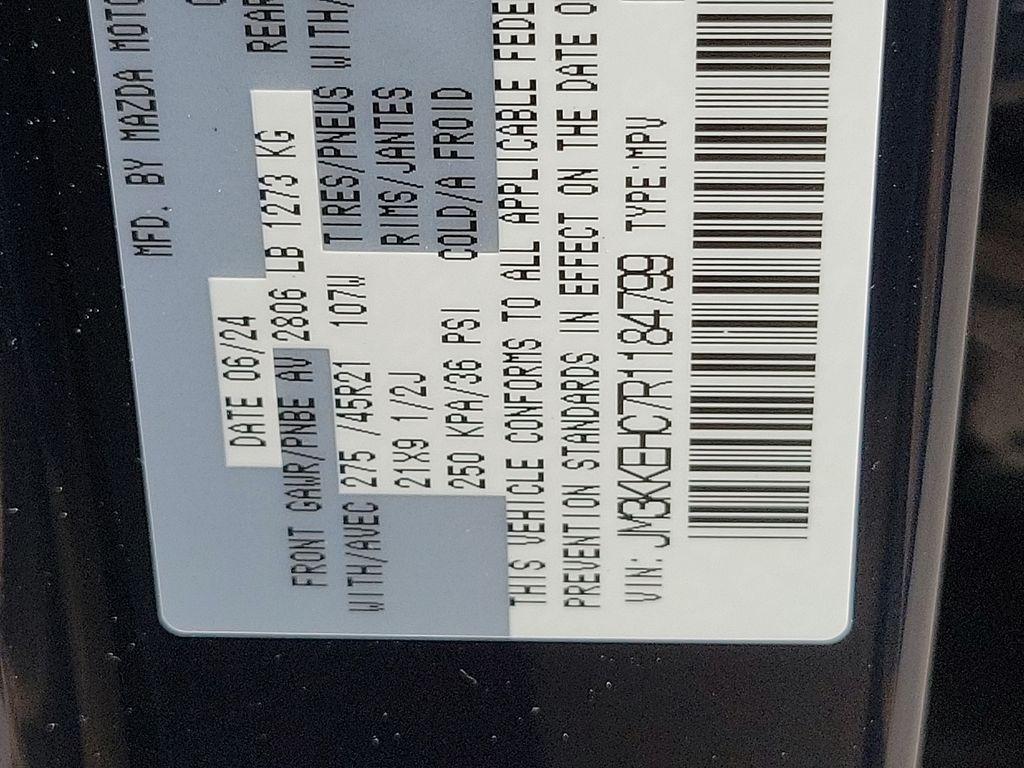 MFD. BY MAZDA MOTO
DATE 06/24
FRONT GAWR/PNBE AV 2806 LB 1273 KG REAR
WITH/AVEC 275 /45R21 107W TIRES/PNEUS WITH/
21X9 1/2J RIMS/JANTES
250 KPA/36 PSI COLD/A FROID
THIS VEHICLE CONFORMS TO ALL APPLICABLE FEDE
PREVENTION STANDARDS IN EFFECT ON THE DATE O
VIN: JM3KKEHC7R1184799 TYPE:MPV